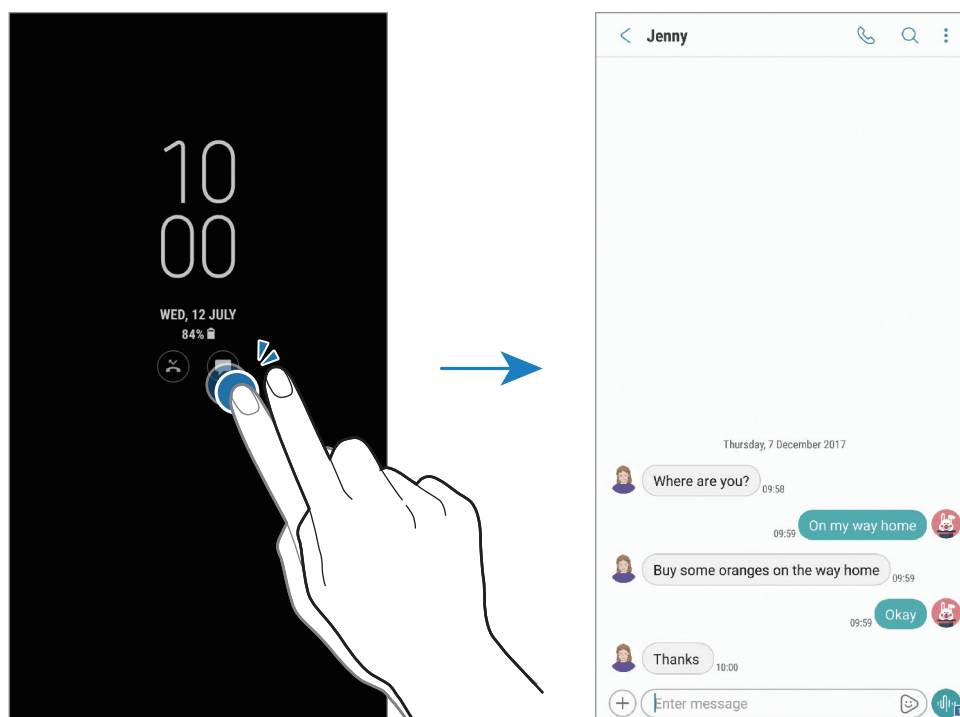 10
00
WED, 12 JULY
84%
Jenny
Thursday, 7 December 2017
Where are you?
09:58
09:59
On my way home
Buy some oranges on the way home
09:59
09:59
Okay
Thanks
10:00
Enter message